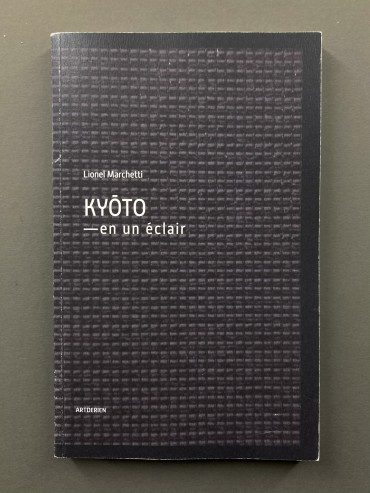 Lionel Marchetti
KYŌTO
—en un éclair
ARTDERIEN